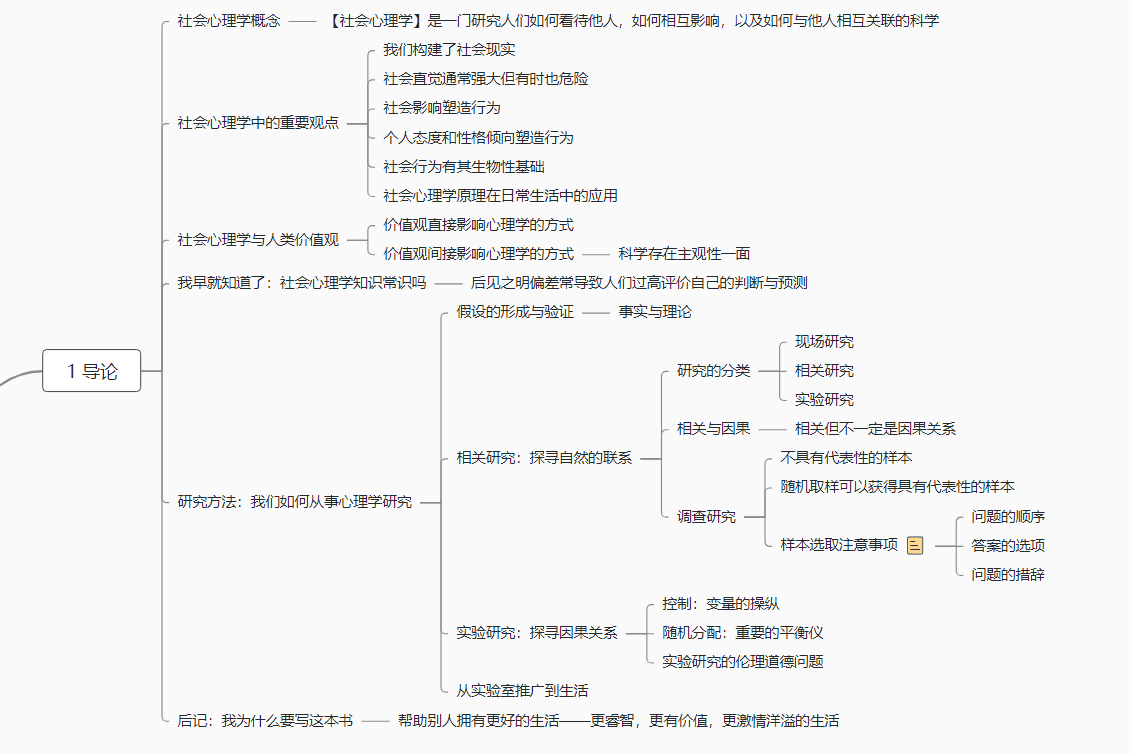 1 导论
社会心理学概念
【社会心理学】是一门研究人们如何看待他人，如何相互影响，以及如何与他人相互关联的科学
社会心理学中的重要观点
我们构建了社会现实
社会直觉通常强大但有时也危险
社会影响塑造行为
个人态度和性格倾向塑造行为
社会行为有其生物性基础
社会心理学原理在日常生活中的应用
社会心理学与人类价值观
价值观直接影响心理学的方式
价值观间接影响心理学的方式
科学存在主观性一面
我早就知道了：社会心理学知识常识吗
后见之明偏差常导致人们过高评价自己的判断与预测
研究方法：我们如何从事心理学研究
假设的形成与验证
事实与理论
相关研究：探寻自然的联系
研究的分类
现场研究
相关研究
实验研究
相关与因果
相关但不一定是因果关系
调查研究
不具有代表性的样本
随机取样可以获得具有代表性的样本
样本选取注意事项
问题的顺序
答案的选项
问题的措辞
实验研究：探寻因果关系
控制：变量的操纵
随机分配：重要的平衡仪
实验研究的伦理道德问题
从实验室推广到生活
后记：我为什么要写这本书
帮助别人拥有更好的生活——更睿智，更有价值，更激情洋溢的生活